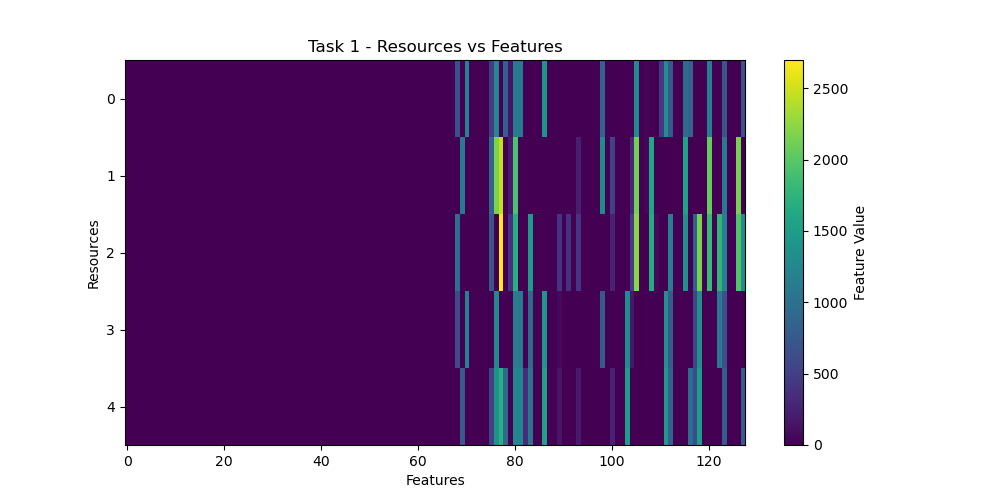 Task 1 - Resources vs Features
Resources
0
1
2
3
4
0 20 40 60 80 100 120
Features
2500
2000
1500
1000
500
0
Feature Value